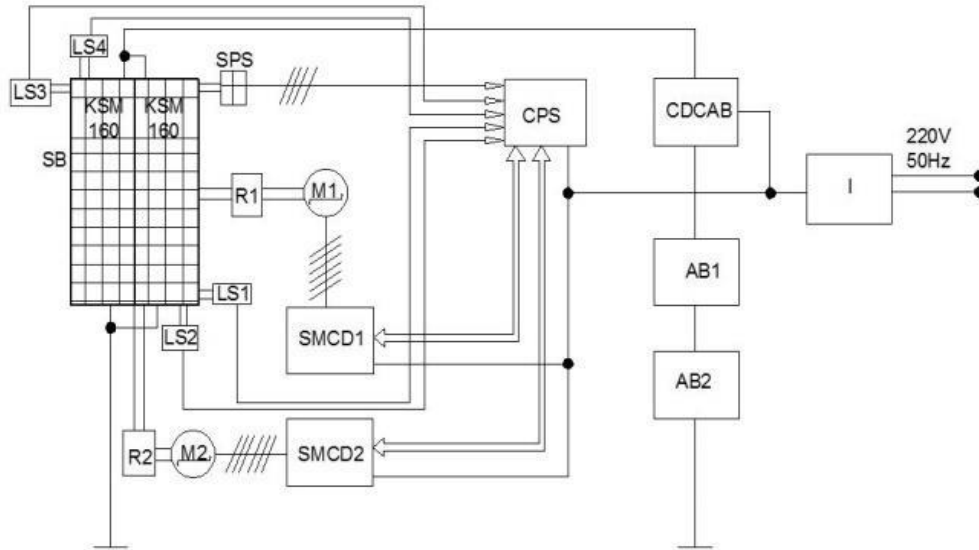 LS4
SPS
LS3
KSM
160
KSM
160
CPS
CDCAB
SB
220V
50Hz
R1
M1
I
AB1
LS1
LS2
SMCD1
AB2
R2
M2
SMCD2